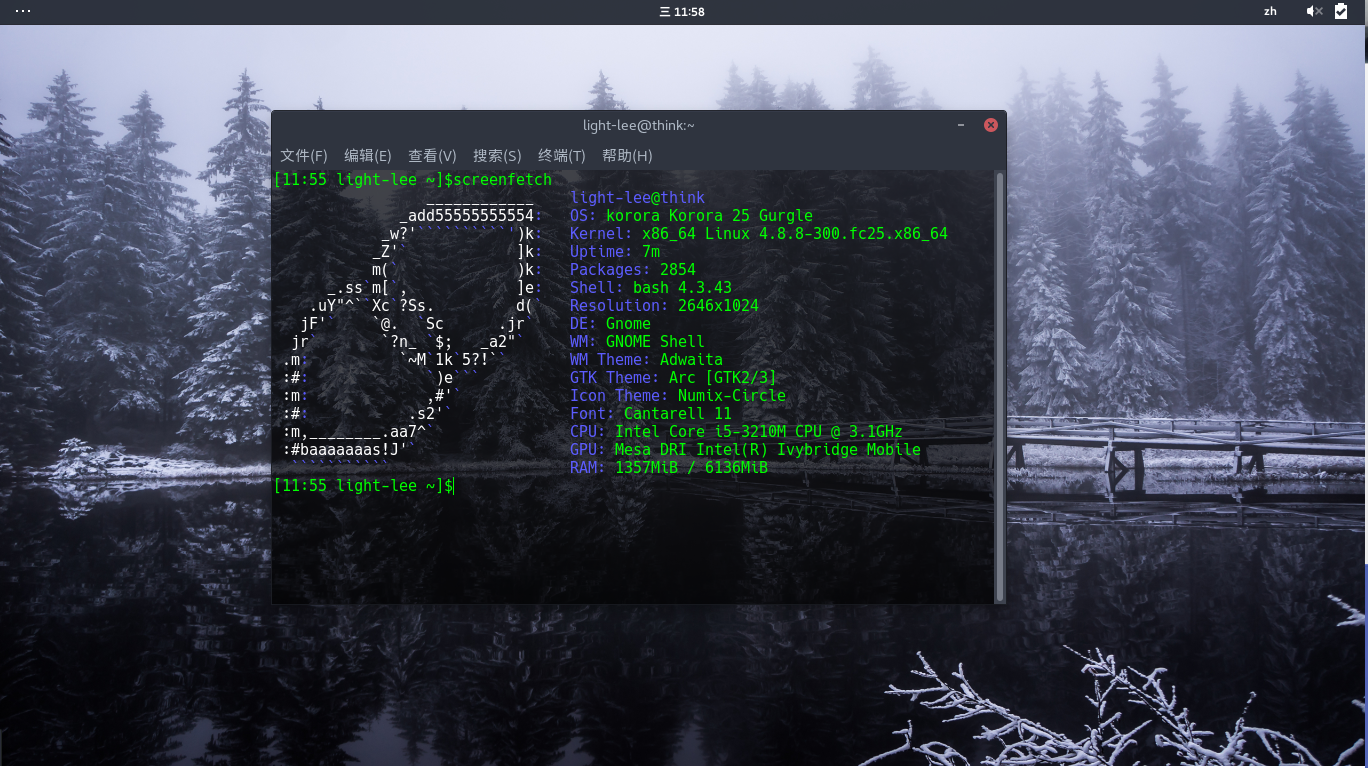 三 11:58
zh
light-lee@think:~
文件(F) 编辑(E) 查看(V) 搜索(S) 终端(T) 帮助(H)
[11:55 light-lee ~]$screenfetch
light-lee@think
OS: korora Korora 25 Gurgle
Kernel: x86_64 Linux 4.8.8-300.fc25.x86_64
Uptime: 7m
Packages: 2854
Shell: bash 4.3.43
Resolution: 2646x1024
DE: Gnome
WM: GNOME Shell
WM Theme: Adwaita
GTK Theme: Arc [GTK2/3]
Icon Theme: Numix-Circle
Font: Cantarell 11
CPU: Intel Core i5-3210M CPU @ 3.1GHz
GPU: Mesa DRI Intel(R) Ivybridge Mobile
RAM: 1357MiB / 6136MiB
[11:55 light-lee ~]$